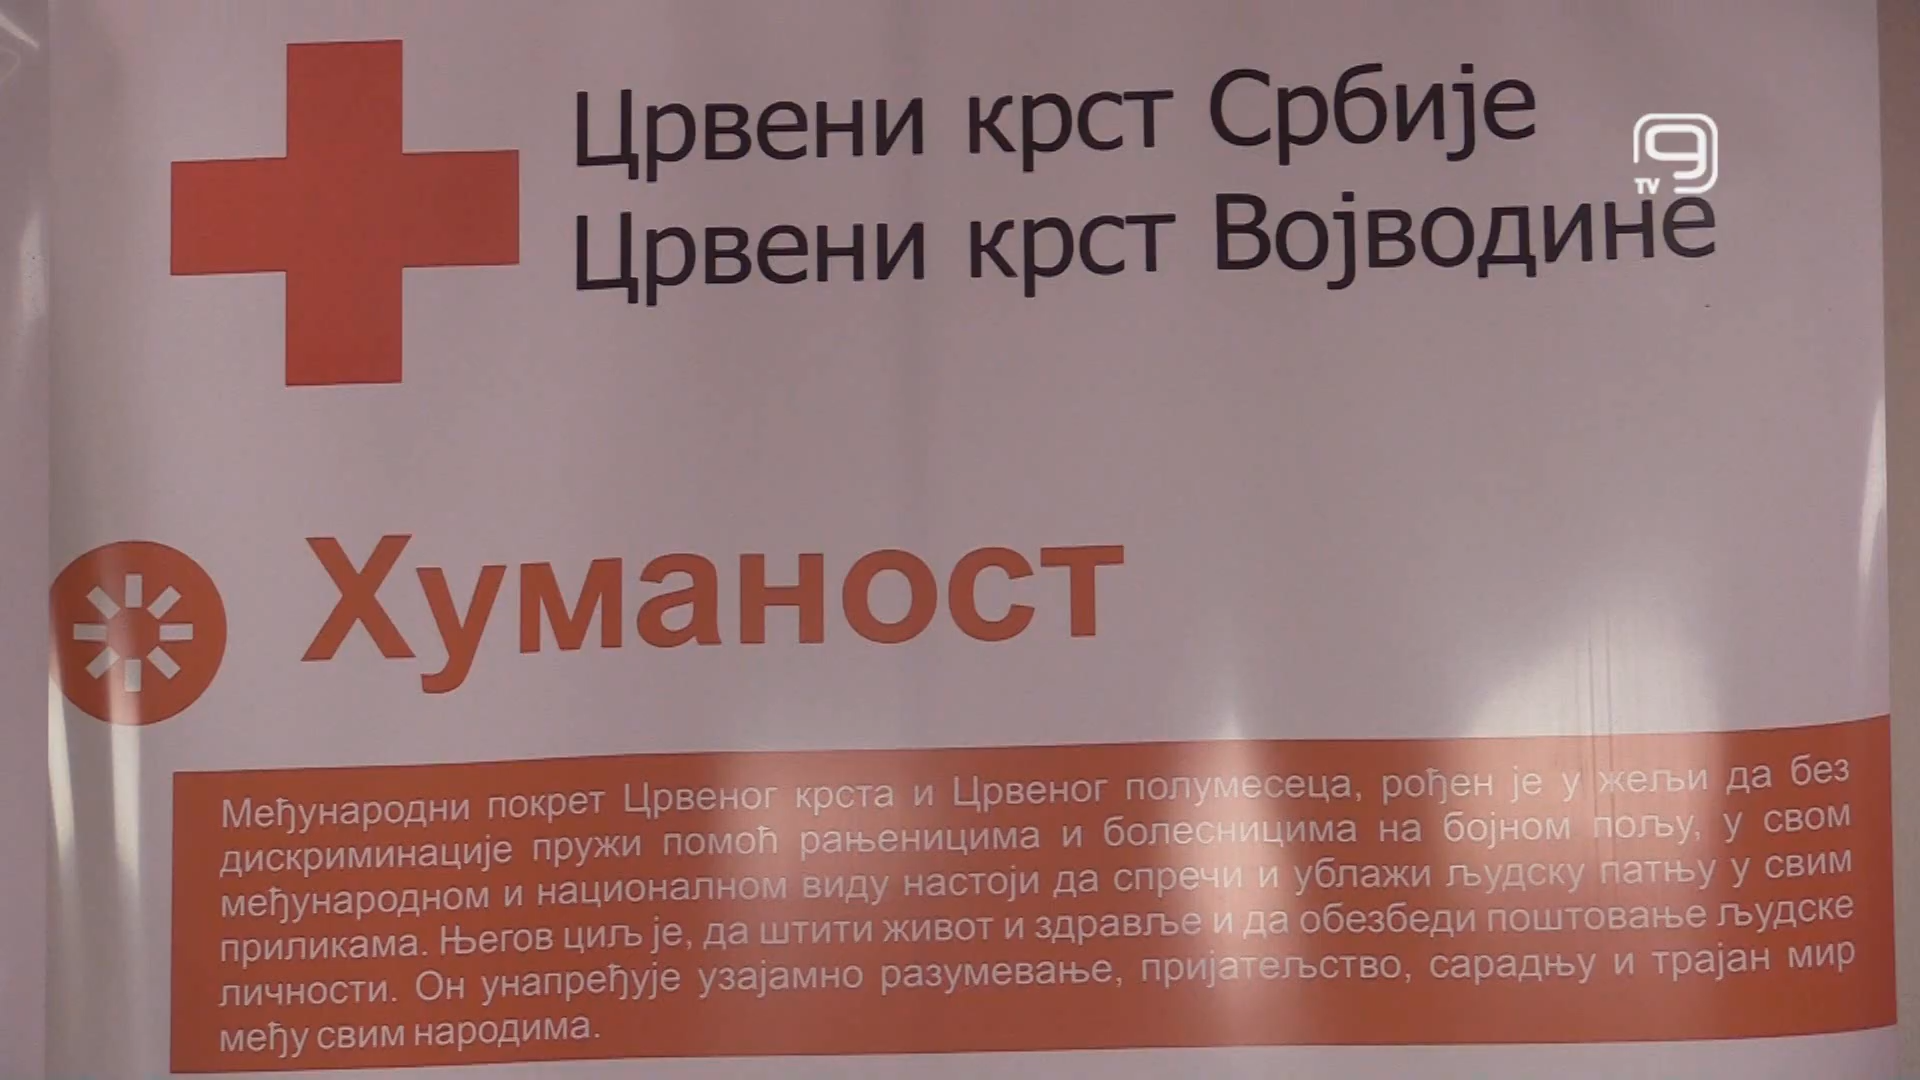 Црвени крст Србије
Црвени крст Војводине
TV 9
Хуманост
Међународни покрет Црвеног крста и Црвеног полумесеца, рођен је у жељи да без
дискриминације пружи помоћ рањеницима и болесницима на бојном пољу, у свом
међународном и националном виду настоји да спречи и ублажи људску патњу у свим
приликама. Његов циљ је, да штити живот и здравље и да обезбеди поштовање људске
личности. Он унапређује узајамно разумевање, пријатељство, сарадњу и трајан мир
међу свим народима.